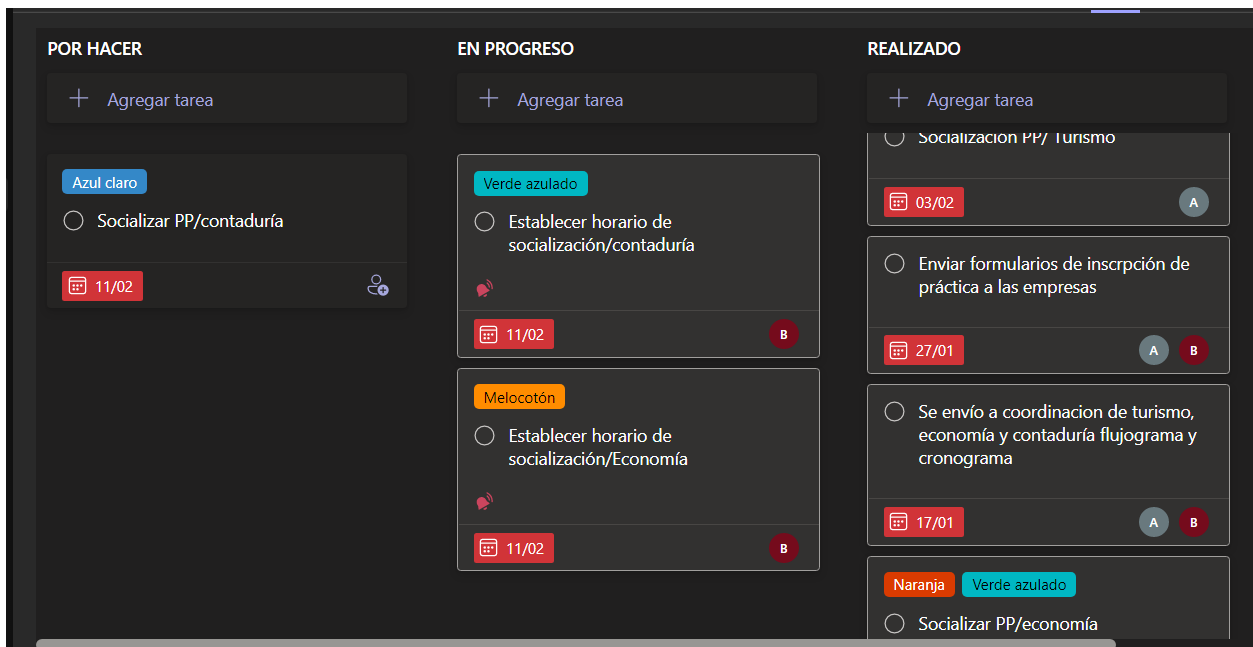 POR HACER
Agregar tarea
Azul claro
Socializar PP/contaduría
11/02
EN PROGRESO
Agregar tarea
Verde azulado
Establecer horario de
socialización/contaduría
11/02
B
Melocotón
Establecer horario de
socialización/Economía
11/02
B
REALIZADO
Agregar tarea
Socialización PP/ Turismo
03/02
A
Enviar formularios de inscrpción de
práctica a las empresas
27/01
A B
Se envío a coordinacion de turismo,
economía y contaduría flujograma y
cronograma
17/01
A B
Naranja Verde azulado
Socializar PP/economía